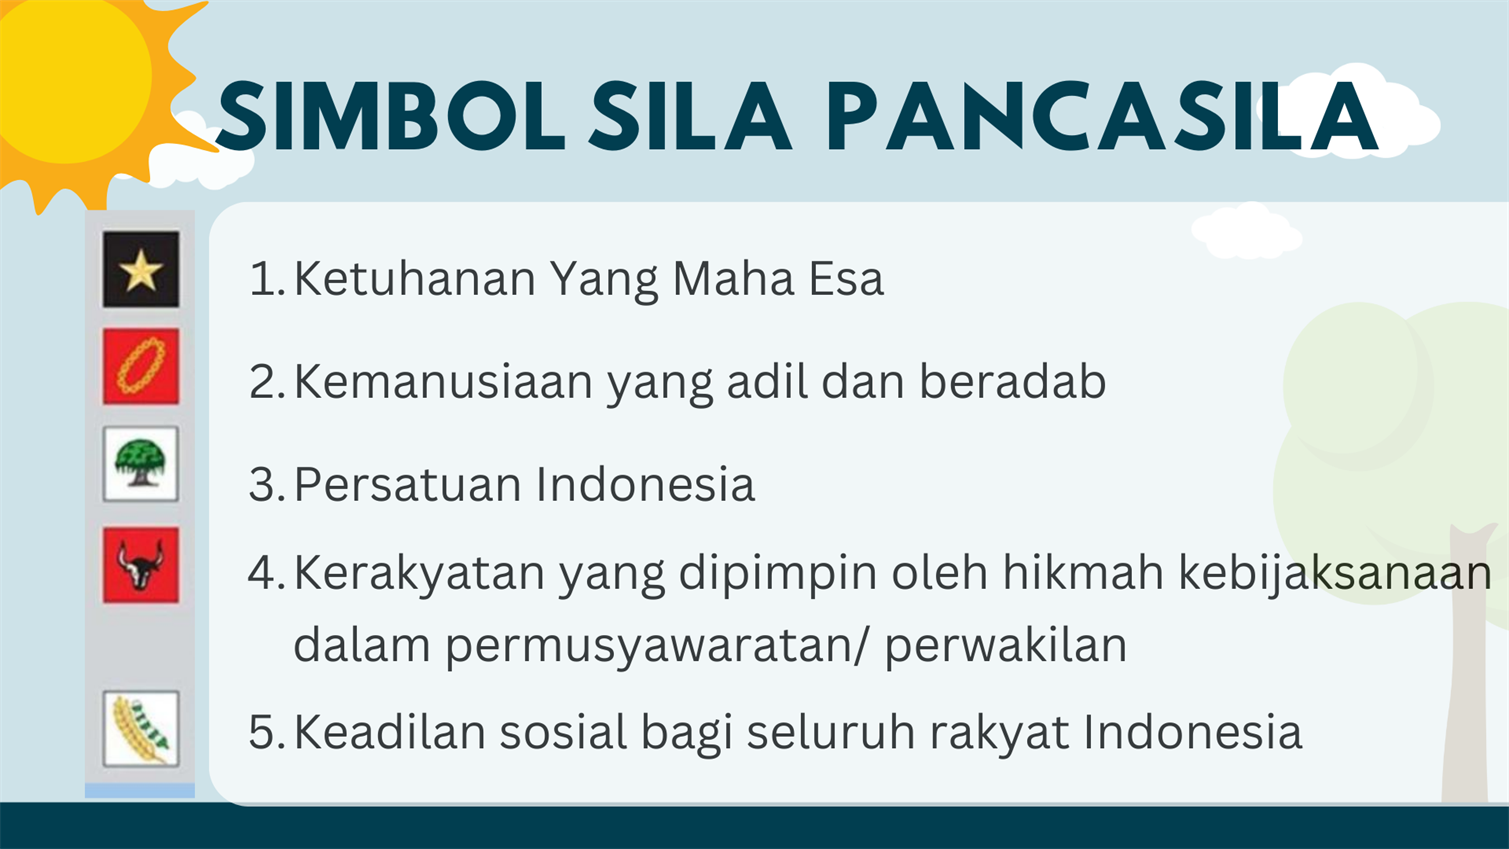 SIMBOL SILA PANCASILA
1. Ketuhanan Yang Maha Esa
2. Kemanusiaan yang adil dan beradab
3. Persatuan Indonesia
4. Kerakyatan yang dipimpin oleh hikmah kebijaksanaan
dalam permusyawaratan/ perwakilan
5. Keadilan sosial bagi seluruh rakyat Indonesia